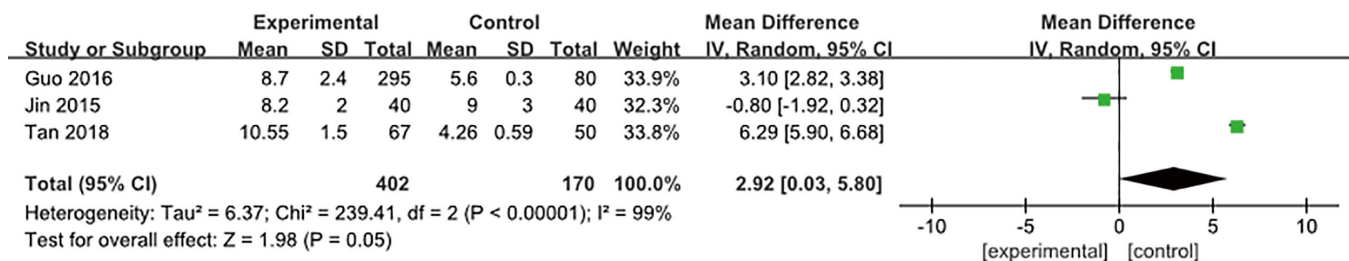 Experimental Control Mean Difference Mean Difference
Study or Subgroup Mean SD Total Mean SD Total Weight IV, Random, 95% CI IV, Random, 95% CI
Guo 2016 8.7 2.4 295 5.6 0.3 80 33.9% 3.10 [2.82, 3.38]
Jin 2015 8.2 2 40 9 3 40 32.3% -0.80 [-1.92, 0.32]
Tan 2018 10.55 1.5 67 4.26 0.59 50 33.8% 6.29 [5.90, 6.68]
Total (95% CI) 402 170 100.0% 2.92 [0.03, 5.80]
Heterogeneity: Tau² = 6.37; Chi² = 239.41, df = 2 (P < 0.00001); I² = 99%
Test for overall effect: Z = 1.98 (P = 0.05)
-10 -5 0 5 10
[experimental] [control]